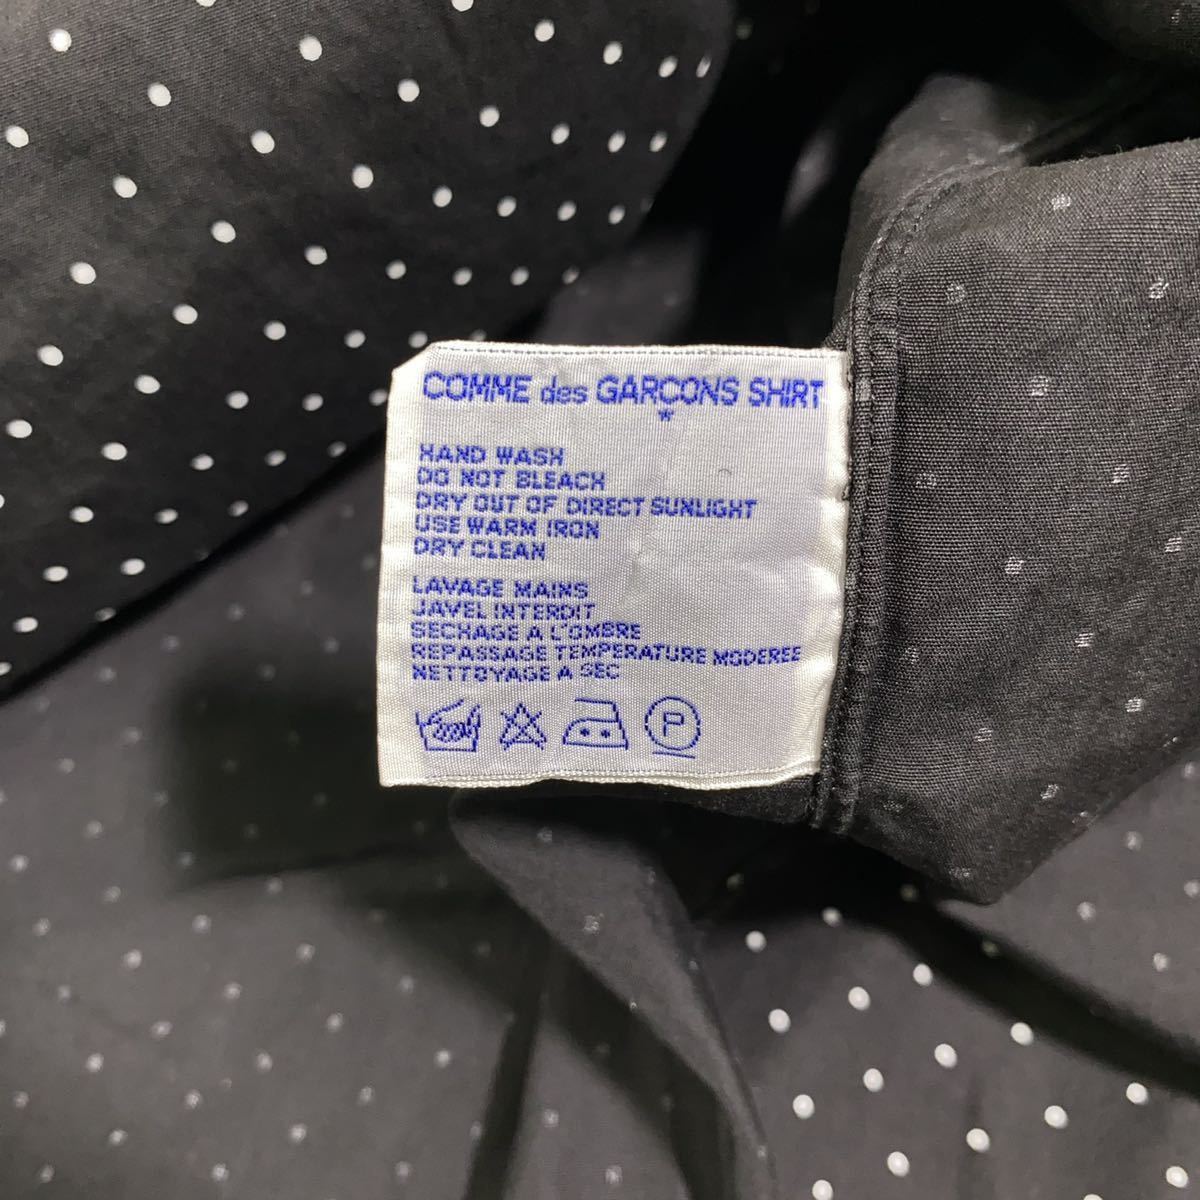 COMME des GARÇONS SHIRT
*
HAND WASH
DO NOT BLEACH
DRY OUT OF DIRECT SUNLIGHT
USE WARM IRON
DRY CLEAN
LAVAGE MAINS
JAVEL INTERDIT
SECHAGE A L'OMBRE
REPASSAGE TEMPERATURE MODEREE
NETTOYAGE A SEC
P